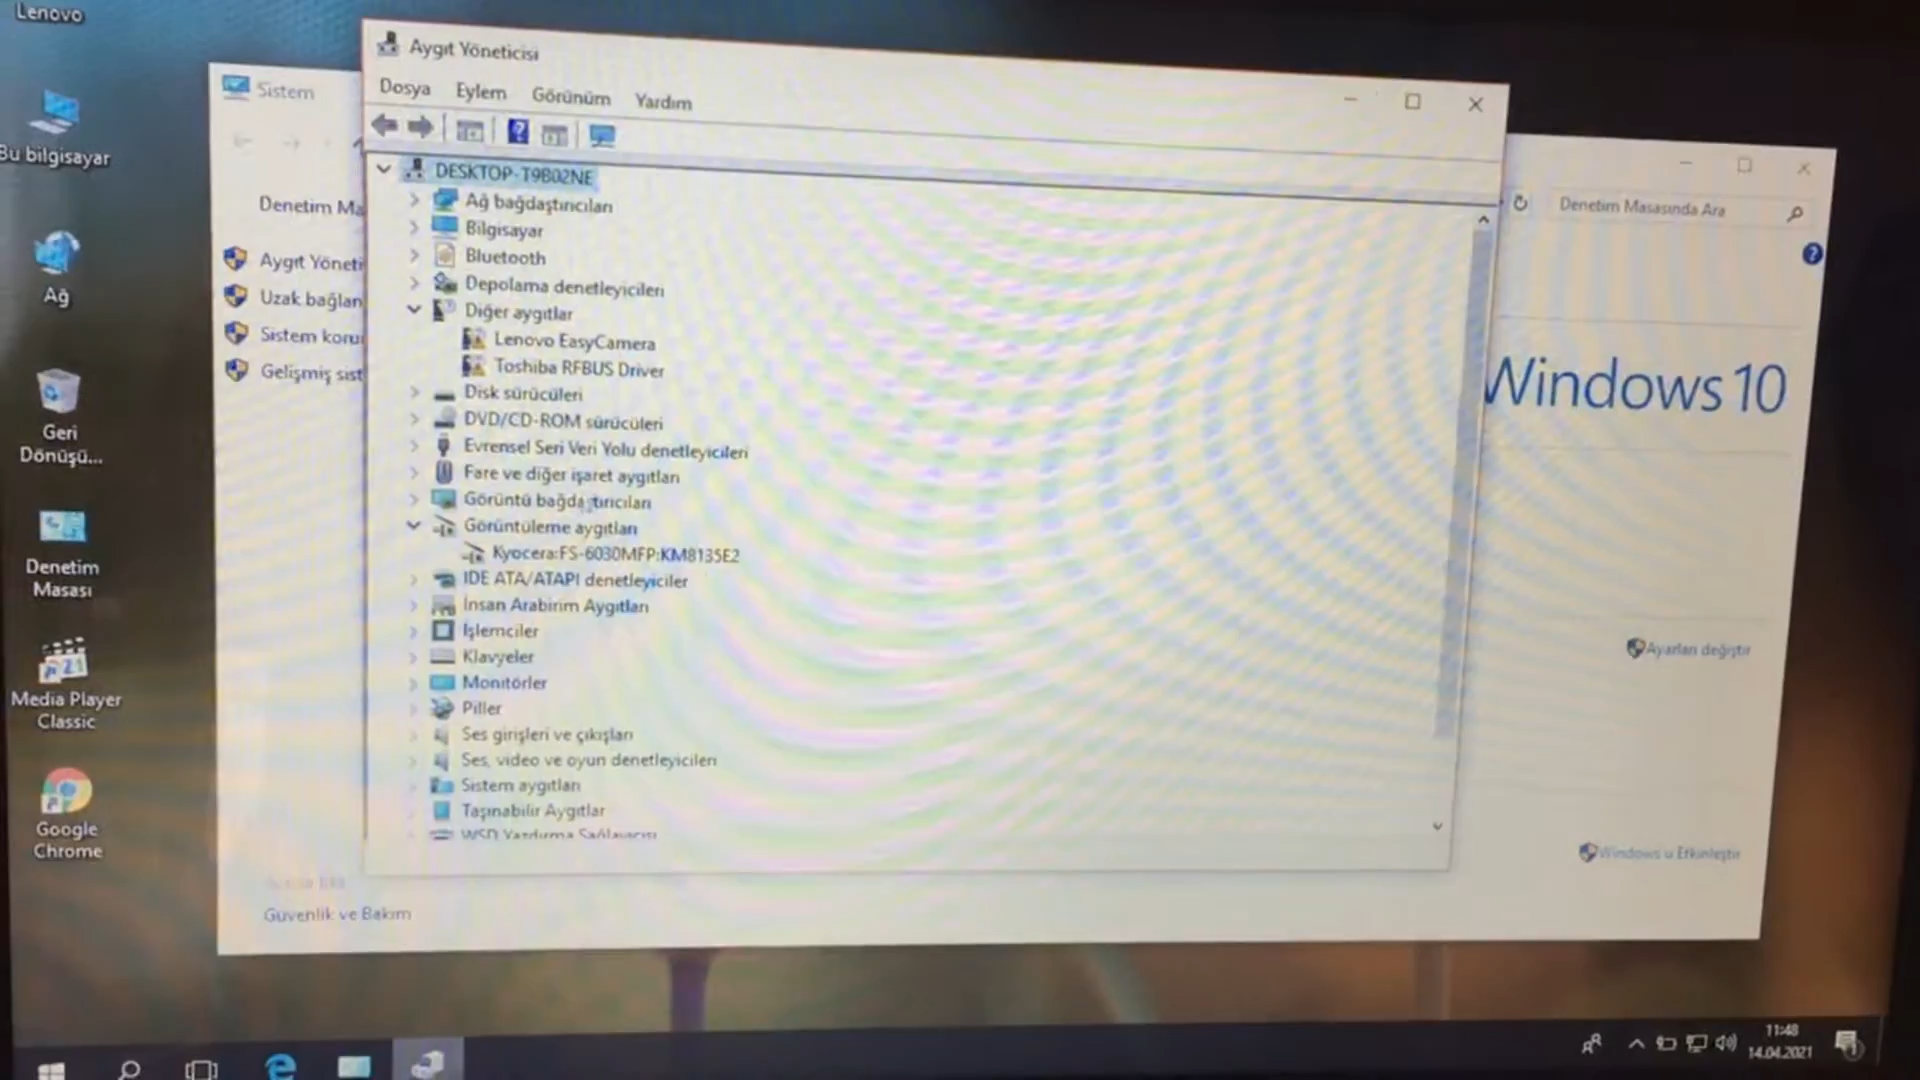 Lenovo
Bu bilgisayar
Ağ
Geri
Dönüşü...
Denetim
Masası
Media Player
Classic
Google
Chrome
Sistem
Denetim Ma
Aygıt Yöneti
Uzak bağlan
Sistem koru
Gelişmiş sist
Güvenlik ve Bakım
Aygıt Yöneticisi
Dosya Eylem Görünüm Yardım
DESKTOP-T9B02NE
Ağ bağdaştırıcıları
Bilgisayar
Bluetooth
Depolama denetleyicileri
Diğer aygıtlar
Lenovo EasyCamera
Toshiba RFBUS Driver
Disk sürücüleri
DVD/CD-ROM sürücüleri
Evrensel Seri Veri Yolu denetleyicileri
Fare ve diğer işaret aygıtları
Görüntü bağdaştırıcıları
Görüntüleme aygıtları
Kyocera:FS-6030MFP:KM8135E2
IDE ATA/ATAPI denetleyiciler
İnsan Arabirim Aygıtları
İşlemciler
Klavyeler
Monitörler
Piller
Ses girişleri ve çıkışları
Ses, video ve oyun denetleyicileri
Sistem aygıtları
Taşınabilir Aygıtlar
WSD Yazdırma Sağlayıcısı
Denetim Masasında Ara
Windows 10
Ayarları değiştir
Windows'u Etkinleştir
11:48
14.04.2021